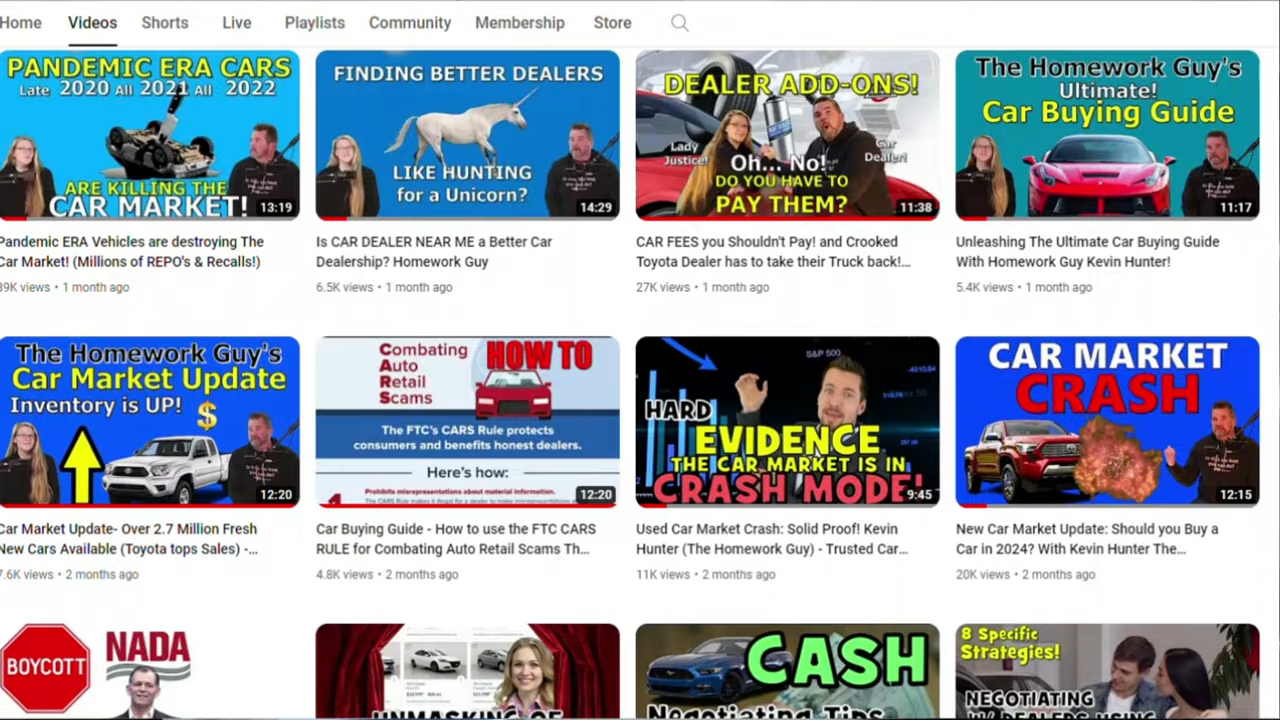 Home Videos Shorts Live Playlists Community Membership Store
PANDEMIC ERA CARS
Late 2020 All 2021 All 2022
ARE KILLING THE
CAR MARKET!
13:19
FINDING BETTER DEALERS
LIKE HUNTING
for a Unicorn?
14:29
DEALER ADD-ONS!
Lady
Justice!
Car
Dealer!
Oh... No!
DO YOU HAVE TO
PAY THEM?
11:38
The Homework Guy's
Ultimate!
Car Buying Guide
11:17
Pandemic ERA Vehicles are destroying The
Car Market! (Millions of REPO's & Recalls!)
39K views • 1 month ago
Is CAR DEALER NEAR ME a Better Car
Dealership? Homework Guy
6.5K views • 1 month ago
CAR FEES you Shouldn't Pay! and Crooked
Toyota Dealer has to take their Truck back!...
27K views • 1 month ago
Unleashing The Ultimate Car Buying Guide
With Homework Guy Kevin Hunter!
5.4K views • 1 month ago
The Homework Guy's
Car Market Update
Inventory is UP!
$
12:20
Combating
Auto
Retail
Scams
HOW TO
The FTC's CARS Rule protects
consumers and benefits honest dealers.
Here's how:
Prohibits misrepresentations about material information.
12:20
S&P 500
HARD
EVIDENCE
THE CAR MARKET IS IN
CRASH MODE!
9:45
CAR MARKET
CRASH
12:15
Car Market Update- Over 2.7 Million Fresh
New Cars Available (Toyota tops Sales) -...
7.6K views • 2 months ago
Car Buying Guide - How to use the FTC CARS
RULE for Combating Auto Retail Scams Th...
4.8K views • 2 months ago
Used Car Market Crash: Solid Proof! Kevin
Hunter (The Homework Guy) - Trusted Car...
11K views • 2 months ago
New Car Market Update: Should you Buy a
Car in 2024? With Kevin Hunter The...
20K views • 2 months ago
BOYCOTT
NADA
UNMASKING OF
CASH
Negotiating Tips
8 Specific
Strategies!
NEGOTIATING
W/ DEALERS USING